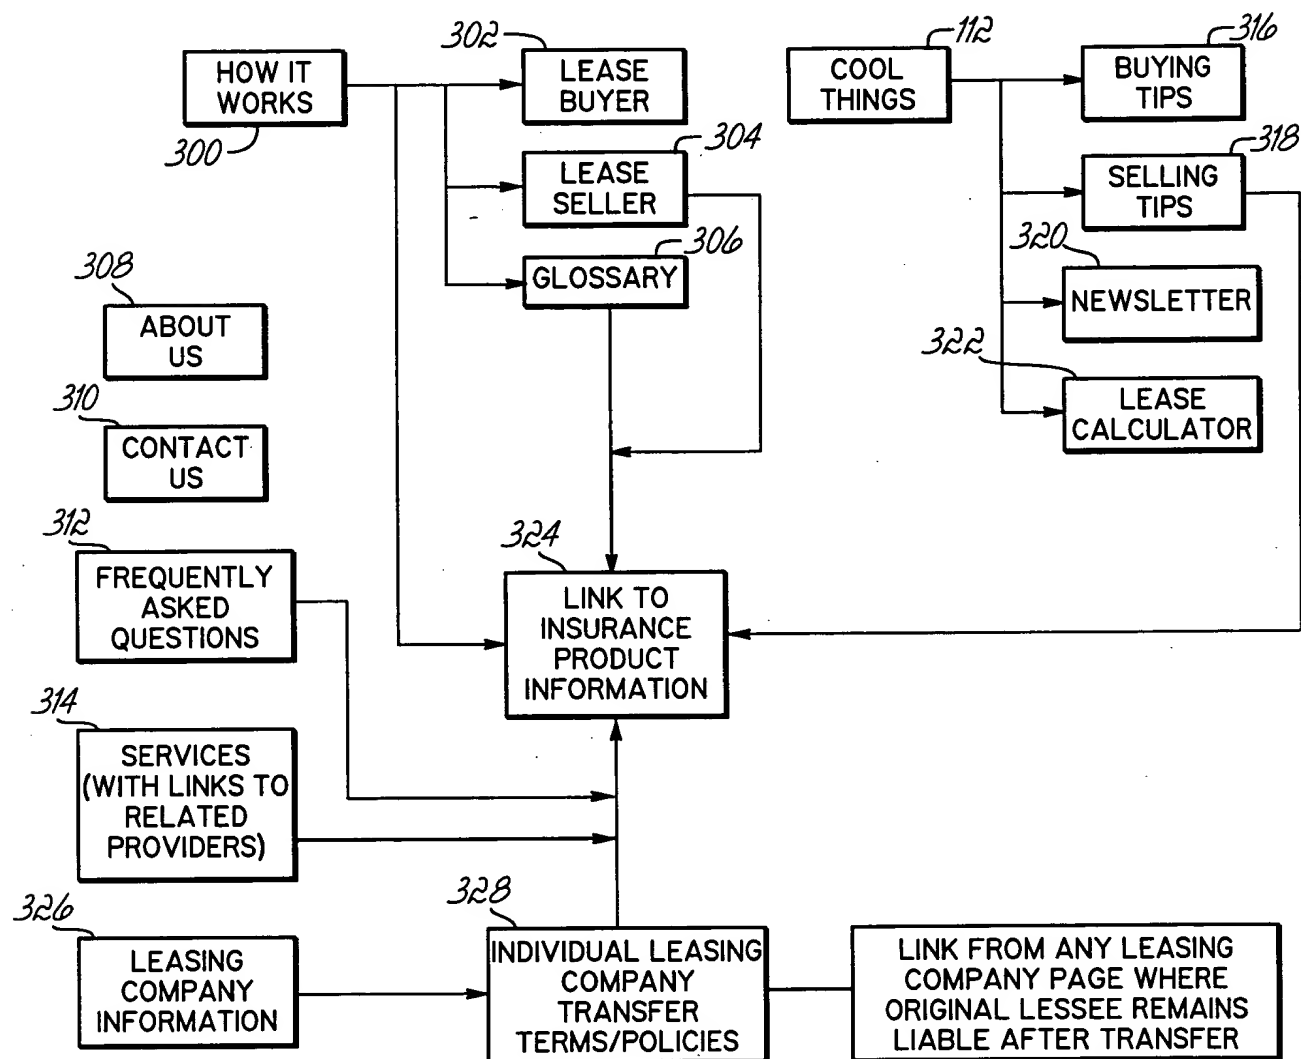 HOW IT
WORKS
300
302
LEASE
BUYER
304
LEASE
SELLER
306
GLOSSARY
112
COOL
THINGS
316
BUYING
TIPS
318
SELLING
TIPS
320
NEWSLETTER
322
LEASE
CALCULATOR
308
ABOUT
US
310
CONTACT
US
312
FREQUENTLY
ASKED
QUESTIONS
324
LINK TO
INSURANCE
PRODUCT
INFORMATION
314
SERVICES
(WITH LINKS TO
RELATED
PROVIDERS)
326
LEASING
COMPANY
INFORMATION
328
INDIVIDUAL LEASING
COMPANY
TRANSFER
TERMS/POLICIES
LINK FROM ANY LEASING
COMPANY PAGE WHERE
ORIGINAL LESSEE REMAINS
LIABLE AFTER TRANSFER